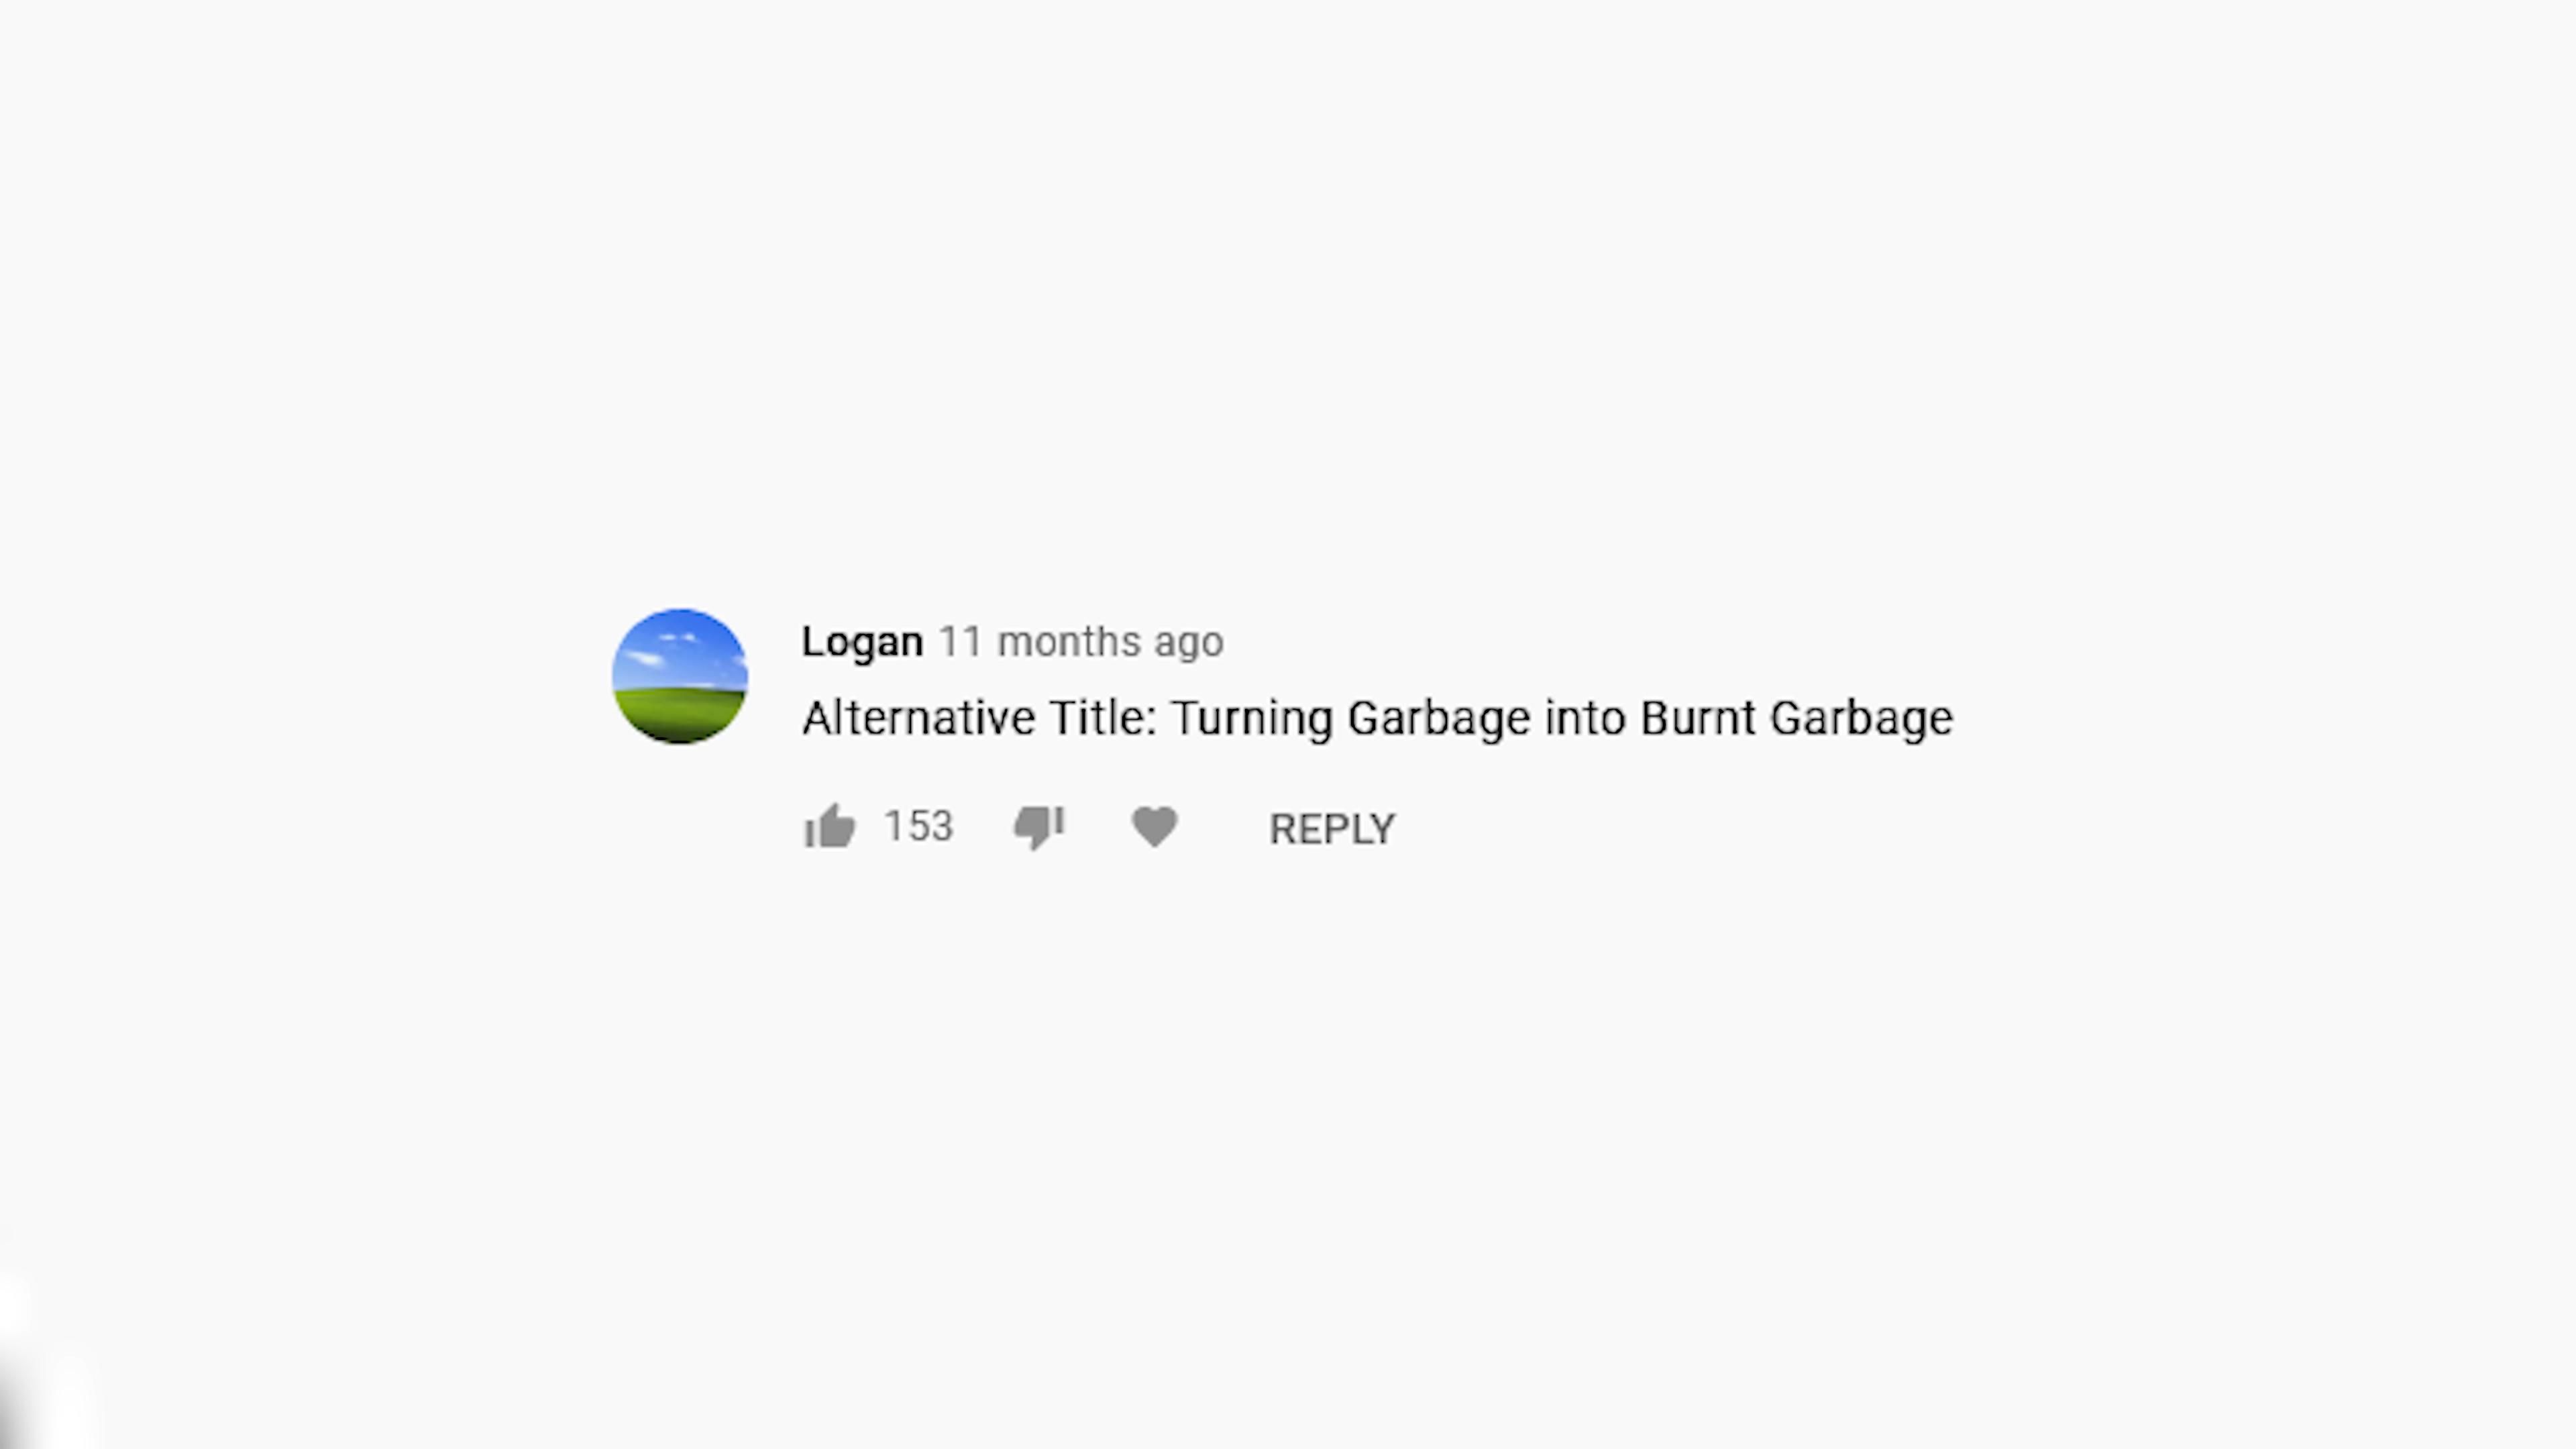 Logan 11 months ago
Alternative Title: Turning Garbage into Burnt Garbage
153 REPLY